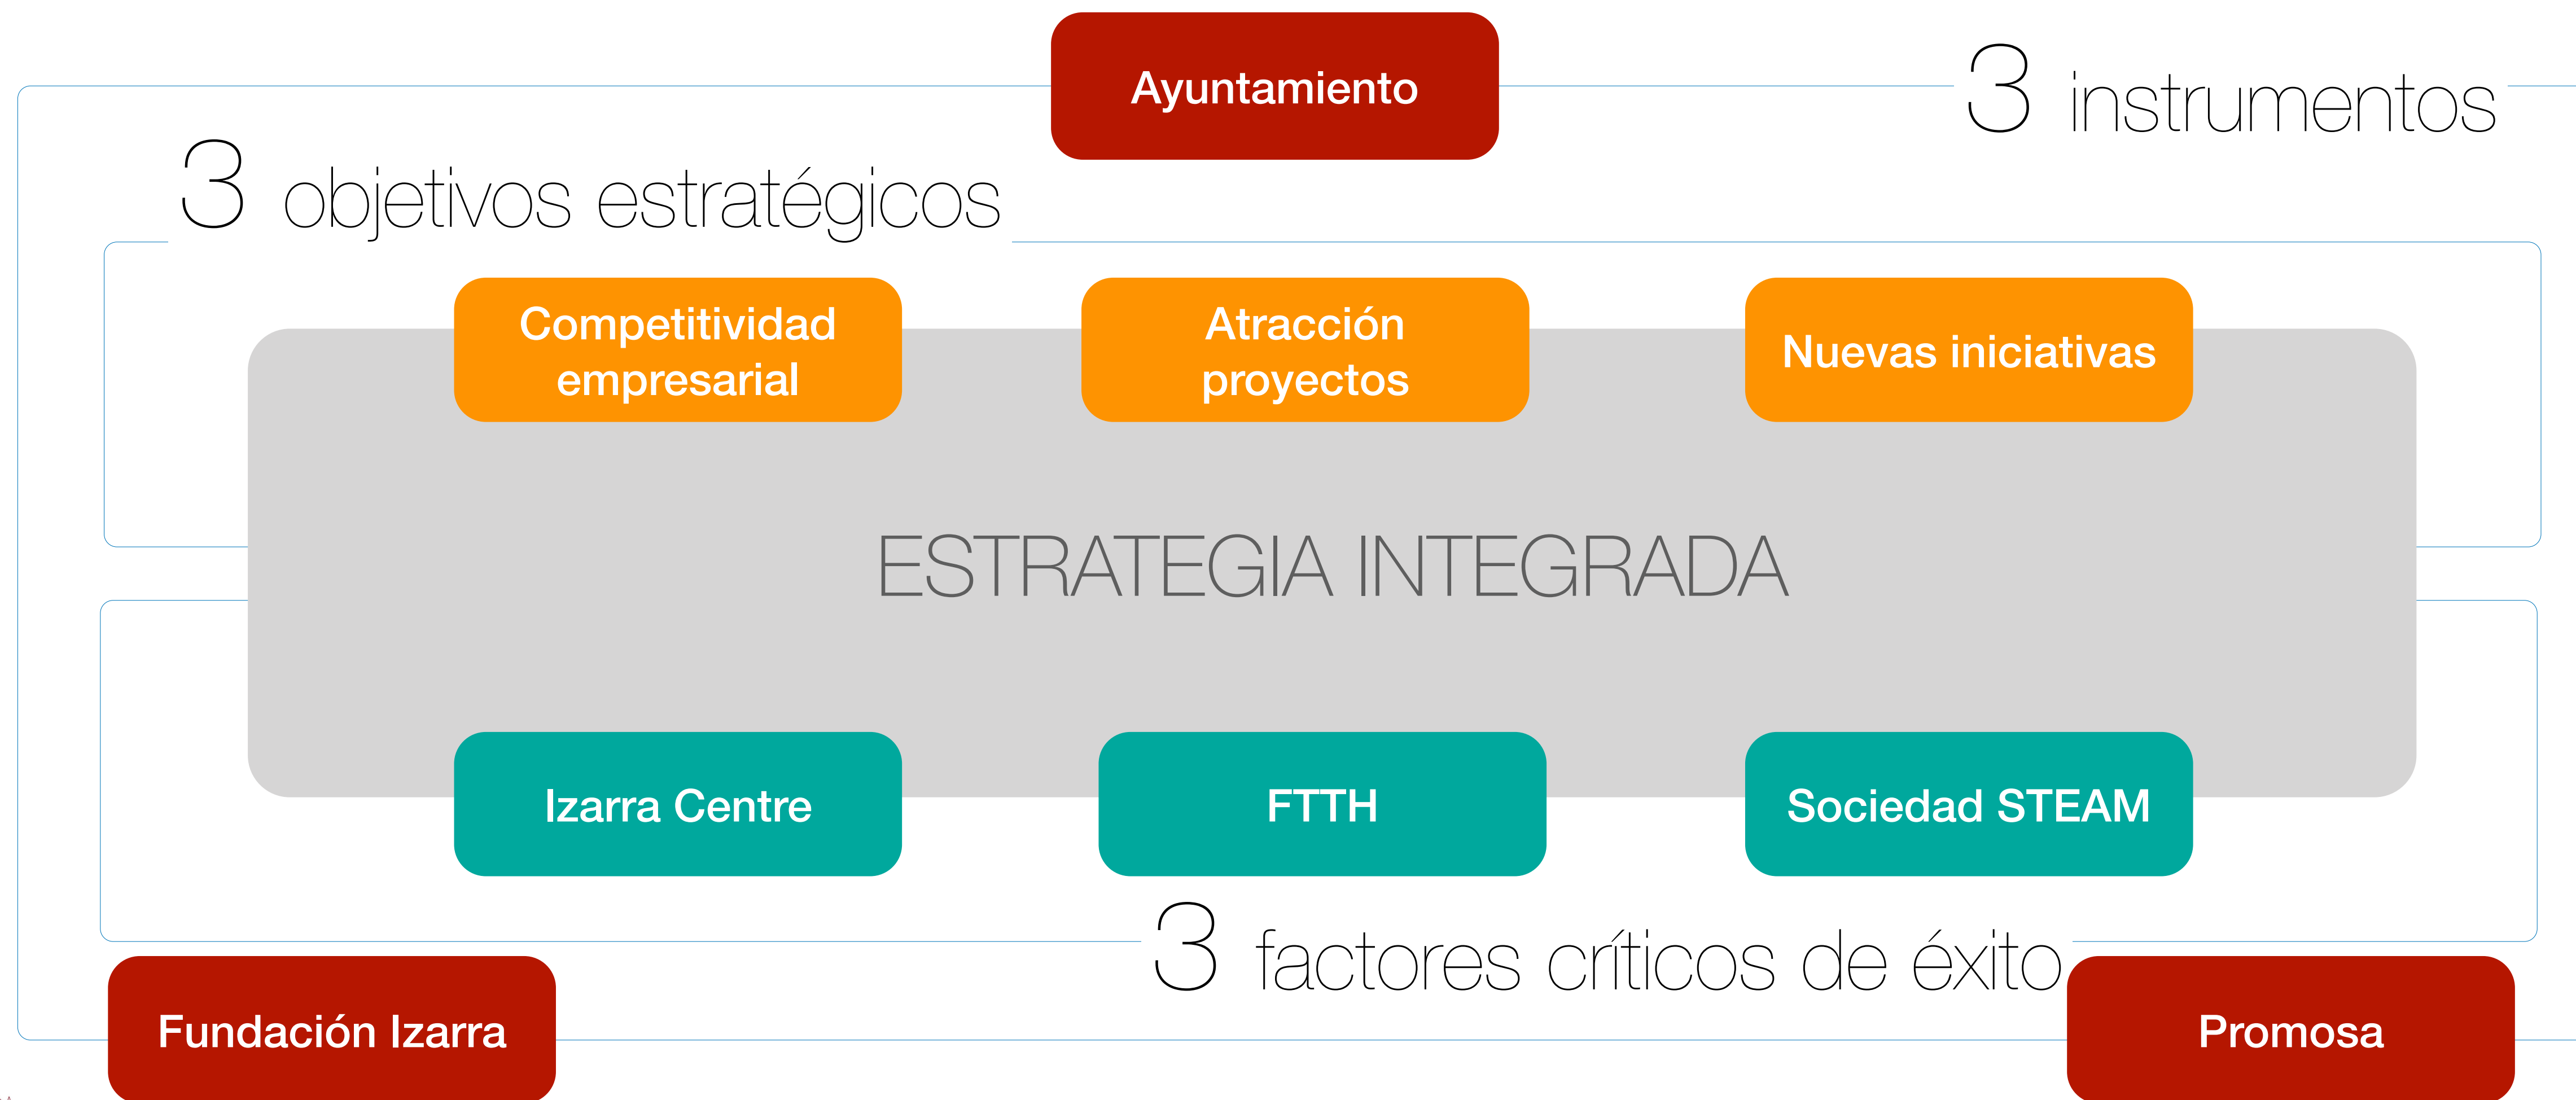 Ayuntamiento
3 instrumentos
3 objetivos estratégicos
Competitividad
empresarial
Atracción
proyectos
Nuevas iniciativas
ESTRATEGIA INTEGRADA
Izarra Centre
FTTH
Sociedad STEAM
3 factores críticos de éxito
Fundación Izarra
Promosa